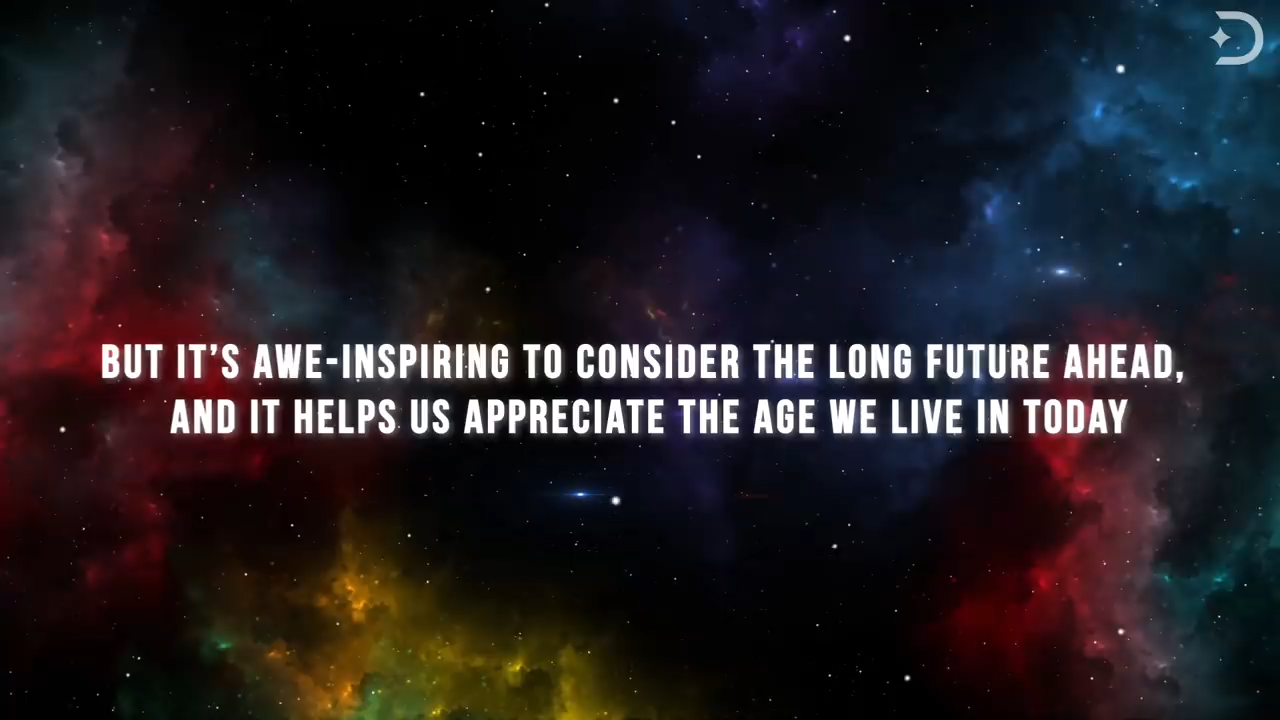 BUT IT’S AWE-INSPIRING TO CONSIDER THE LONG FUTURE AHEAD,
AND IT HELPS US APPRECIATE THE AGE WE LIVE IN TODAY